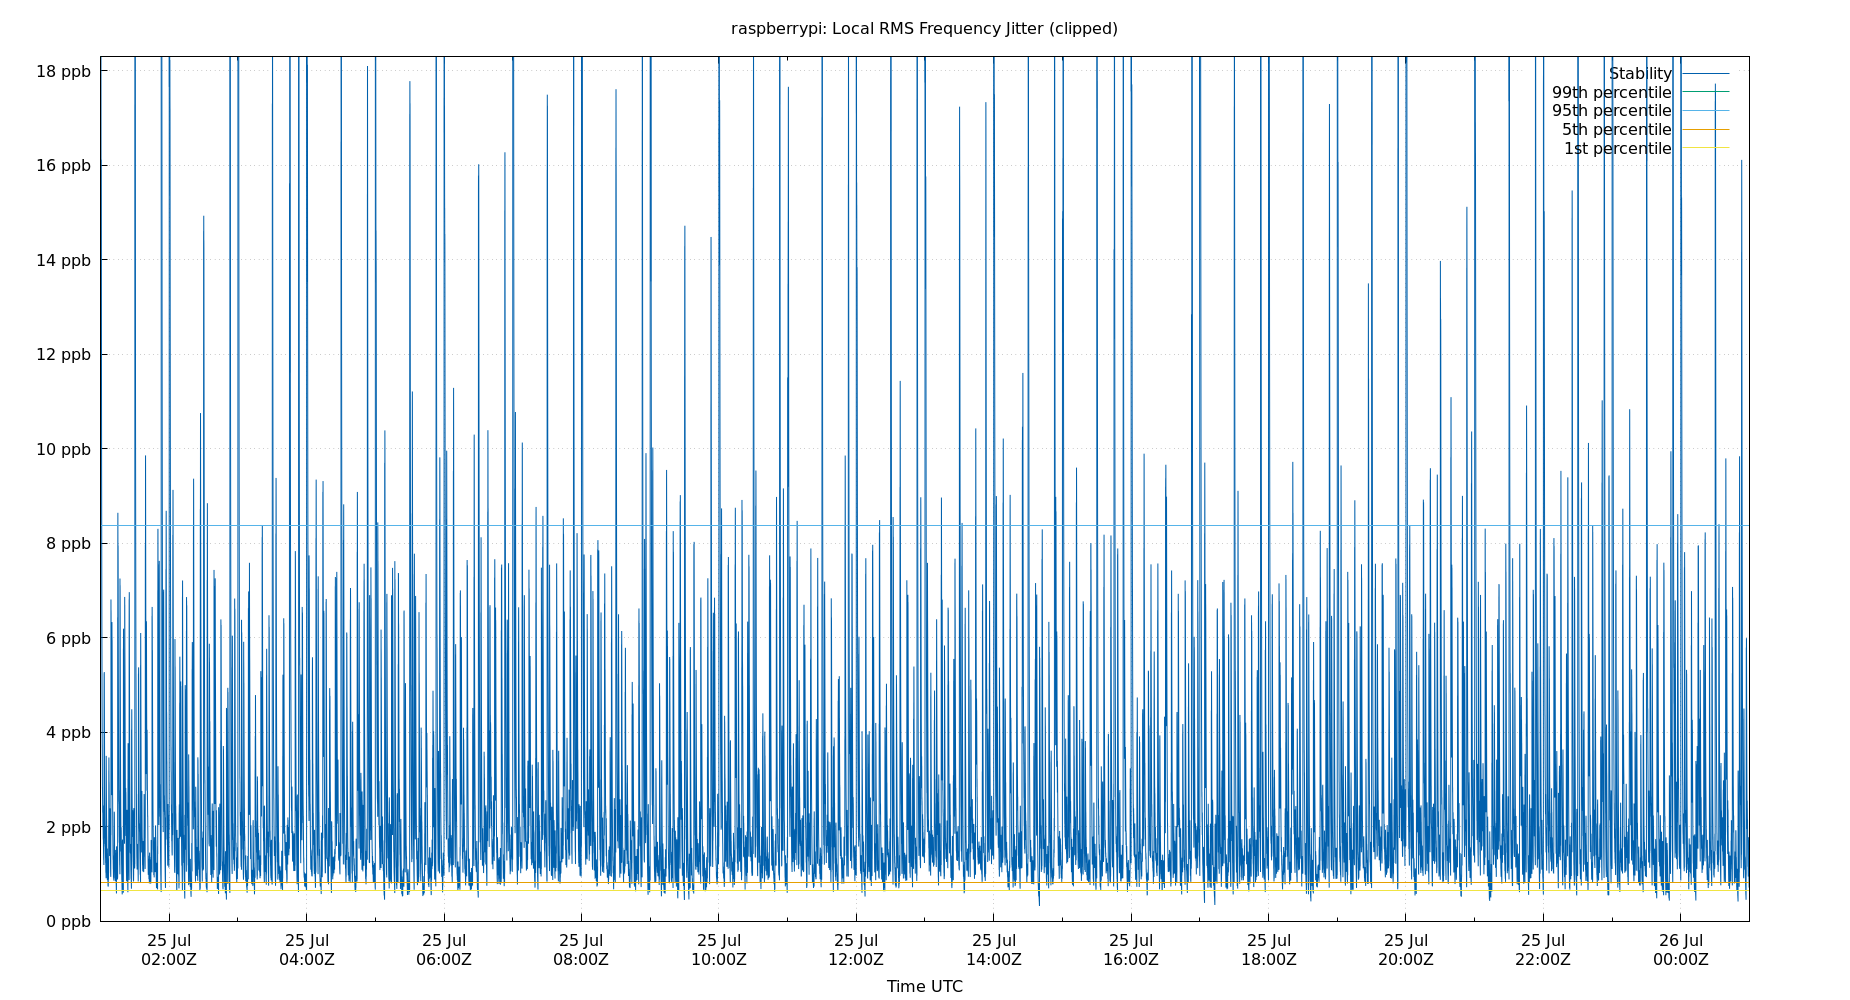 raspberrypi: Local RMS Frequency Jitter (clipped)
18 ppb
16 ppb
14 ppb
12 ppb
10 ppb
8 ppb
6 ppb
4 ppb
2 ppb
0 ppb
Stability
99th percentile
95th percentile
5th percentile
1st percentile
25 Jul 25 Jul 25 Jul 25 Jul 25 Jul 25 Jul 25 Jul 25 Jul 25 Jul 25 Jul 25 Jul 26 Jul
02:00Z 04:00Z 06:00Z 08:00Z 10:00Z 12:00Z 14:00Z 16:00Z 18:00Z 20:00Z 22:00Z 00:00Z
Time UTC